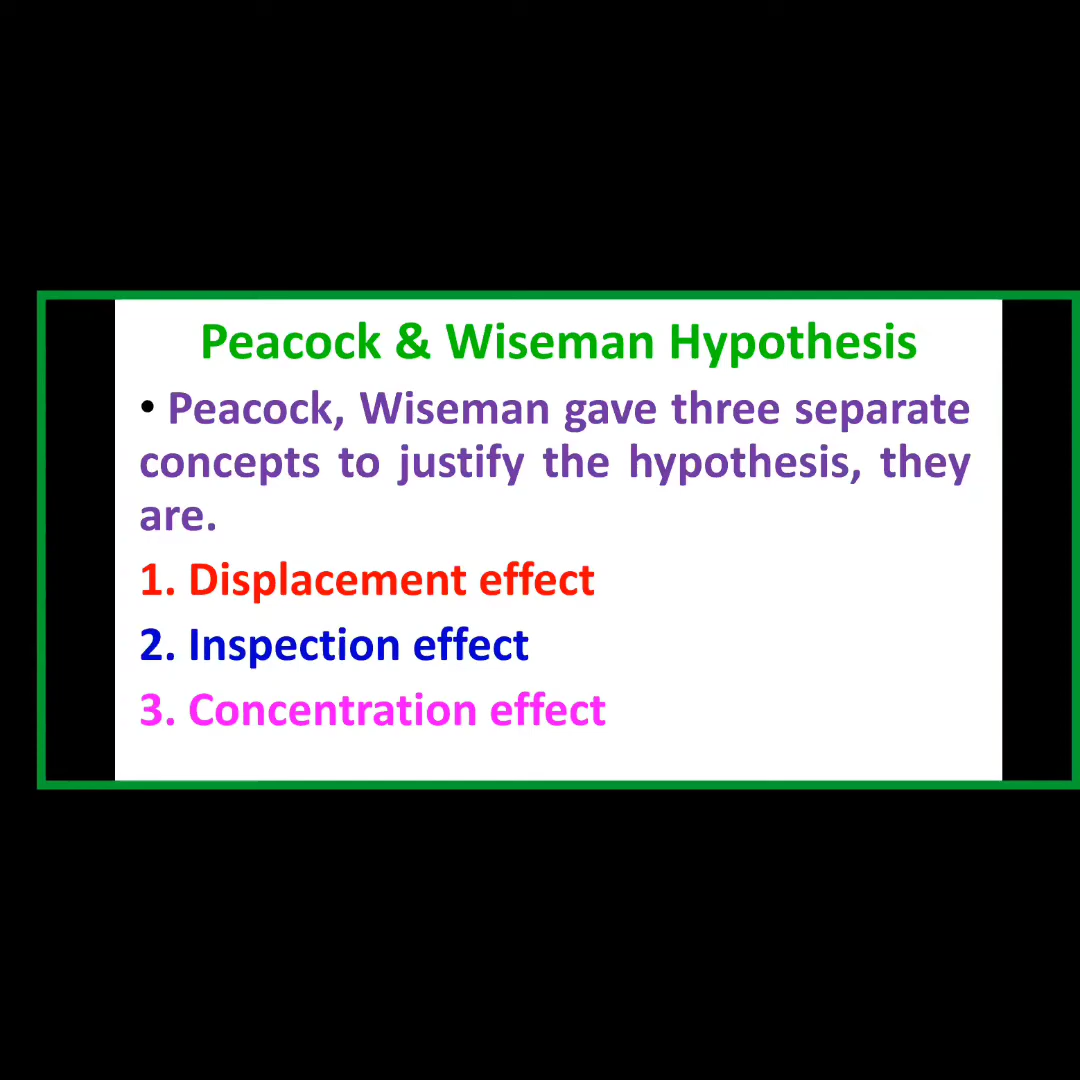 Peacock & Wiseman Hypothesis
• Peacock, Wiseman gave three separate
concepts to justify the hypothesis, they
are.
1. Displacement effect
2. Inspection effect
3. Concentration effect